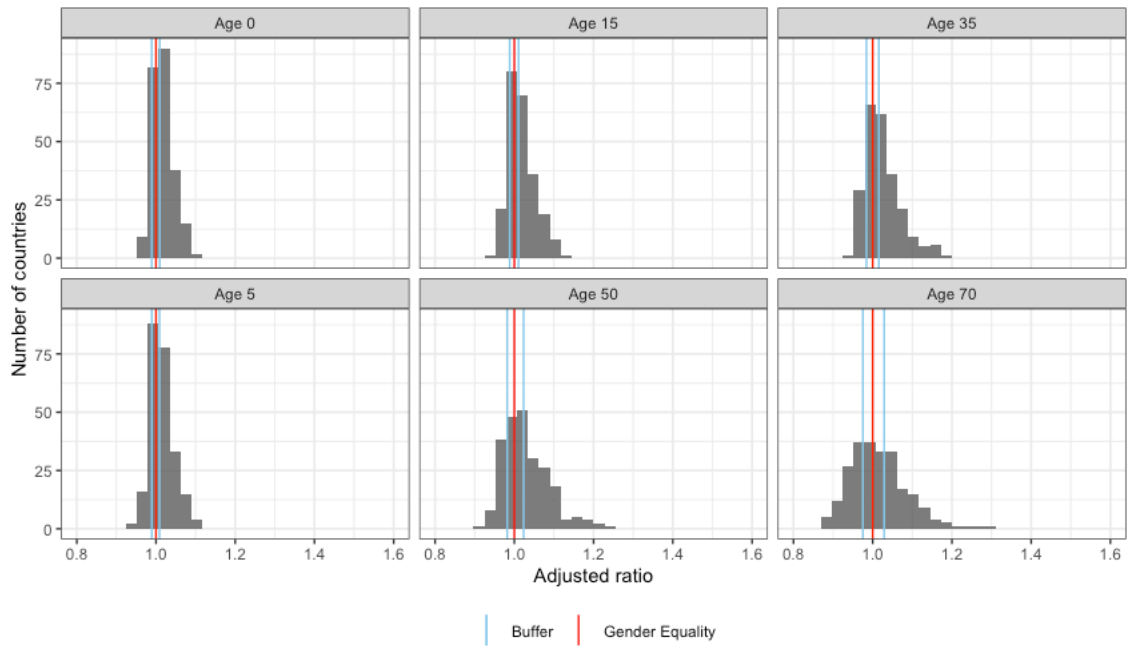 Age 0
Age 15
Age 35
75
50
25
0
Number of countries
Age 5
Age 50
Age 70
75
50
25
0
0.8 1.0 1.2 1.4 1.6
0.8 1.0 1.2 1.4 1.6
0.8 1.0 1.2 1.4 1.6
Adjusted ratio
Buffer
Gender Equality